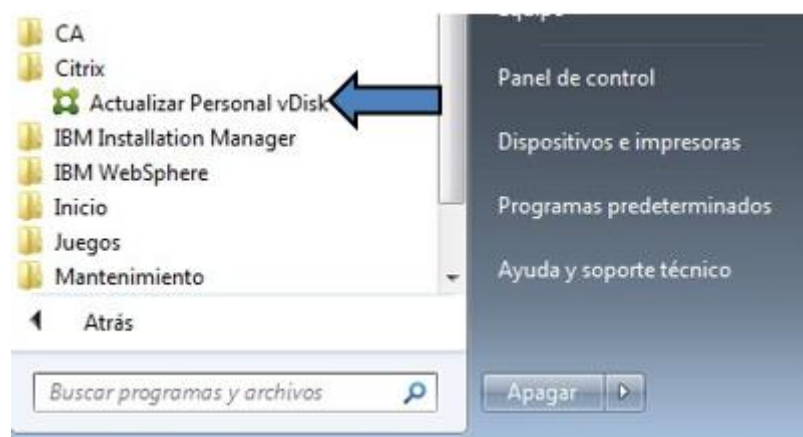 CA
Citrix
Actualizar Personal vDisk
IBM Installation Manager
IBM WebSphere
Inicio
Juegos
Mantenimiento
Atrás
Buscar programas y archivos
Equipo
Panel de control
Dispositivos e impresoras
Programas predeterminados
Ayuda y soporte técnico
Apagar